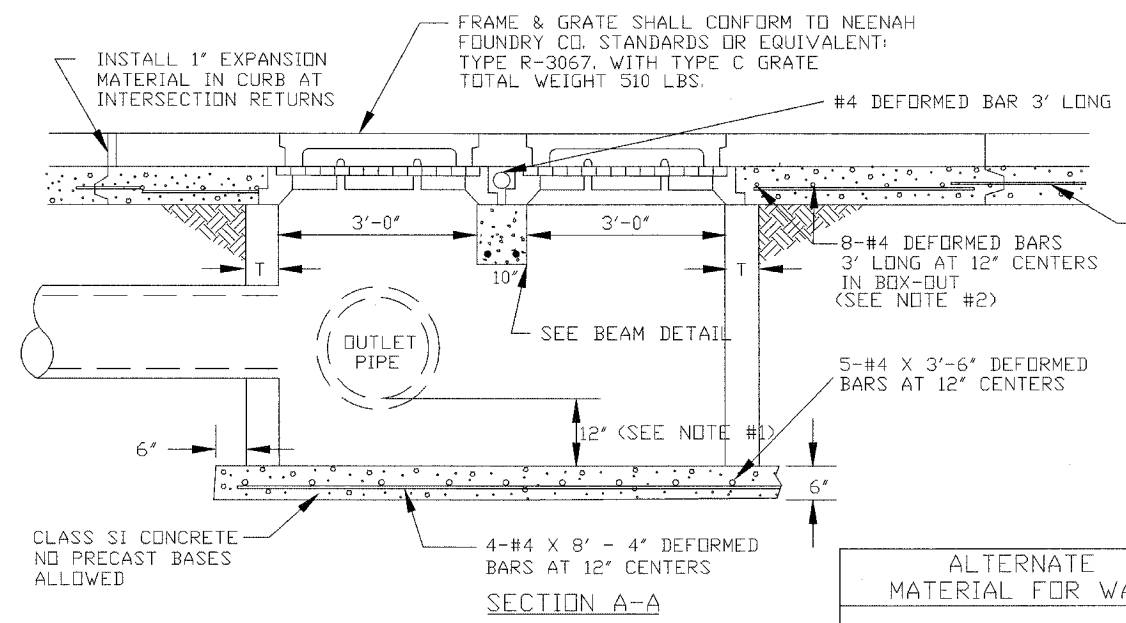 FRAME & GRATE SHALL CONFORM TO NEENAH
FOUNDRY CO. STANDARDS OR EQUIVALENT:
TYPE R-3067, WITH TYPE C GRATE
TOTAL WEIGHT 510 LBS.
INSTALL 1" EXPANSION
MATERIAL IN CURB AT
INTERSECTION RETURNS
#4 DEFORMED BAR 3' LONG
3'-0"
3'-0"
T
T
10"
8-#4 DEFORMED BARS
3' LONG AT 12" CENTERS
IN BOX-OUT
(SEE NOTE #2)
SEE BEAM DETAIL
OUTLET
PIPE
5-#4 X 3'-6" DEFORMED
BARS AT 12" CENTERS
12" (SEE NOTE #1)
6"
6"
CLASS SI CONCRETE
NO PRECAST BASES
ALLOWED
4-#4 X 8' - 4" DEFORMED
BARS AT 12" CENTERS
SECTION A-A
ALTERNATE
MATERIAL FOR WA